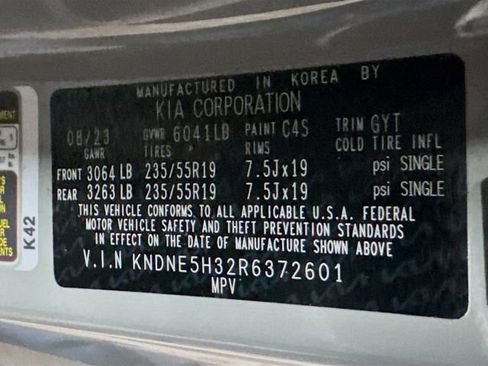 MANUFACTURED IN KOREA BY
KIA CORPORATION
08/23 GVWR 6041LB PAINT C4S TRIM GYT
GAWR TIRES RIMS COLD TIRE INFL
FRONT 3064 LB 235/55R19 7.5Jx19 psi SINGLE
REAR 3263 LB 235/55R19 7.5Jx19 psi SINGLE
THIS VEHICLE CONFORMS TO ALL APPLICABLE U.S.A. FEDERAL
MOTOR VEHICLE SAFETY AND THEFT PREVENTION STANDARDS
IN EFFECT ON THE DATE OF MANUFACTURE SHOWN ABOVE
V.I.N KNDNE5H32R6372601
MPV
K42